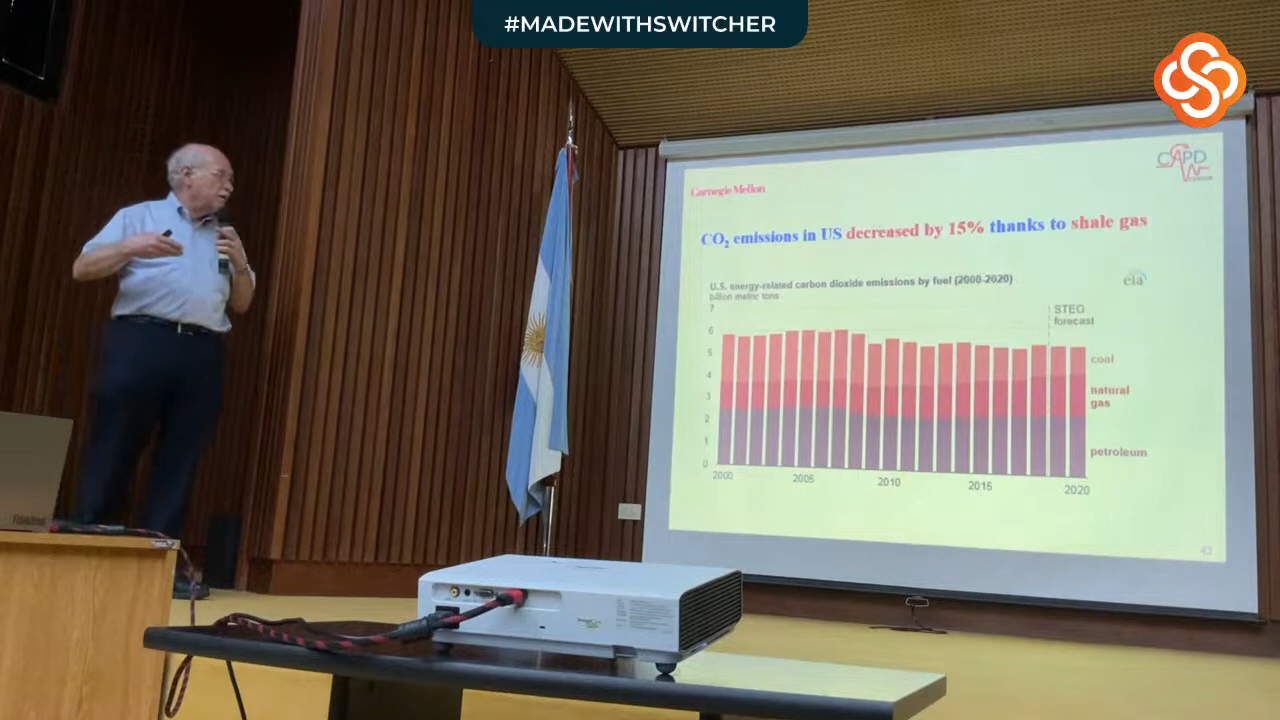 #MADEWITHSWITCHER
CAPD
Carnegie Mellon
CO₂ emissions in US decreased by 15% thanks to shale gas
U.S. energy-related carbon dioxide emissions by fuel (2000-2020)
billion metric tons
eia
7
6
5
4
3
2
1
0
STEO
forecast
coal
natural
gas
petroleum
2000
2005
2010
2015
2020
42